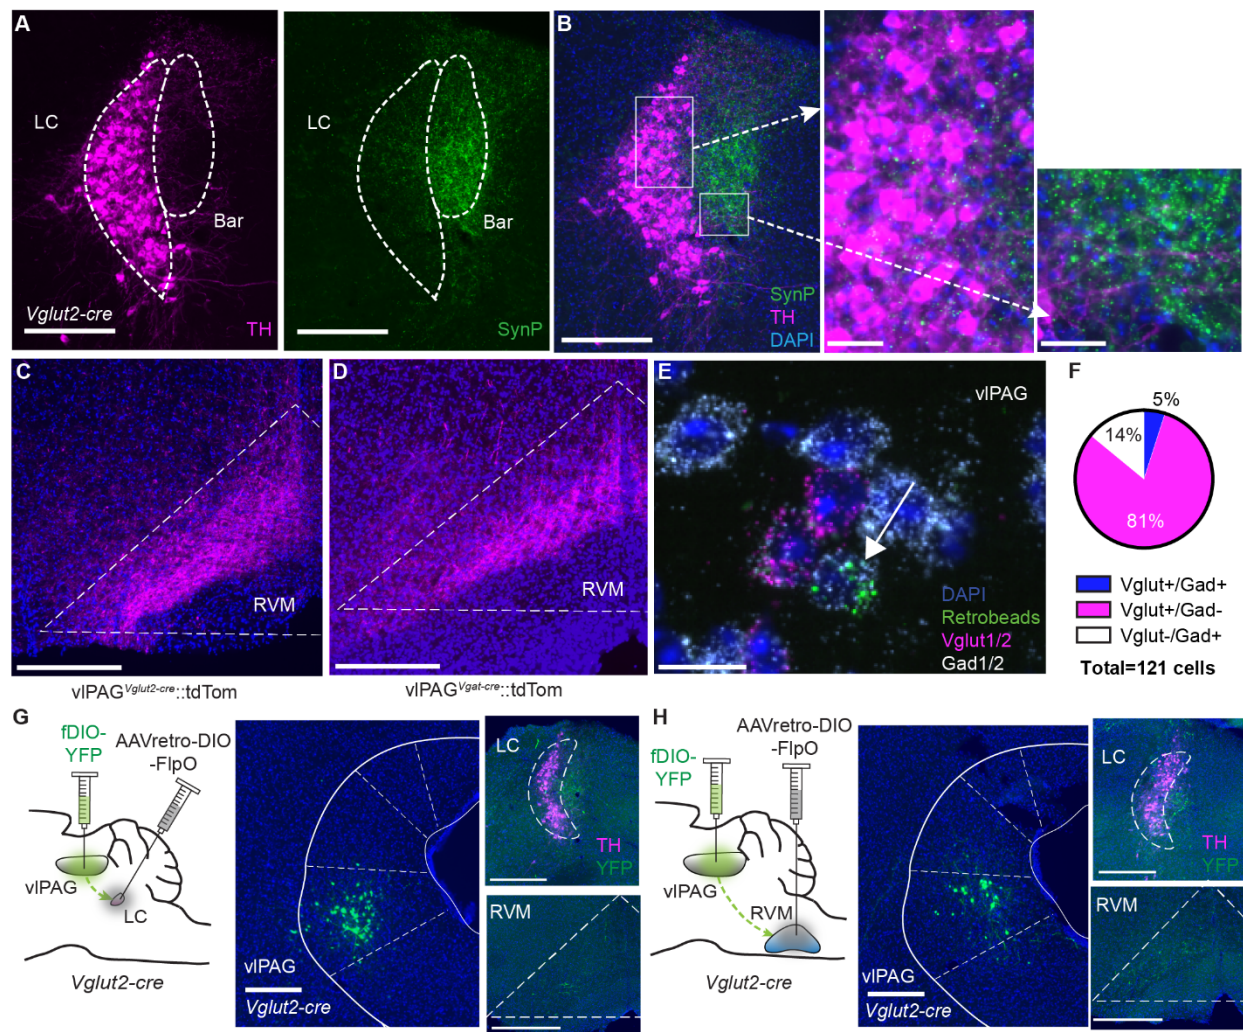 A
LC
Bar
Vglut2-cre
TH
LC
Bar
SynP
B
SynP
TH
DAPI
C
RVM
vlPAGVglut2-cre::tdTom
D
RVM
vlPAGVgat-cre::tdTom
E
vlPAG
DAPI
Retrobeads
Vglut1/2
Gad1/2
F
5%
14%
81%
Vglut+/Gad+
Vglut+/Gad-
Vglut-/Gad+
Total=121 cells
G
fDIO-
YFP
AAVretro-DIO
-FlpO
vlPAG
LC
Vglut2-cre
vlPAG
Vglut2-cre
LC
TH
YFP
RVM
H
fDIO-
YFP
AAVretro-DIO
-FlpO
vlPAG
RVM
Vglut2-cre
vlPAG
Vglut2-cre
LC
TH
YFP
RVM